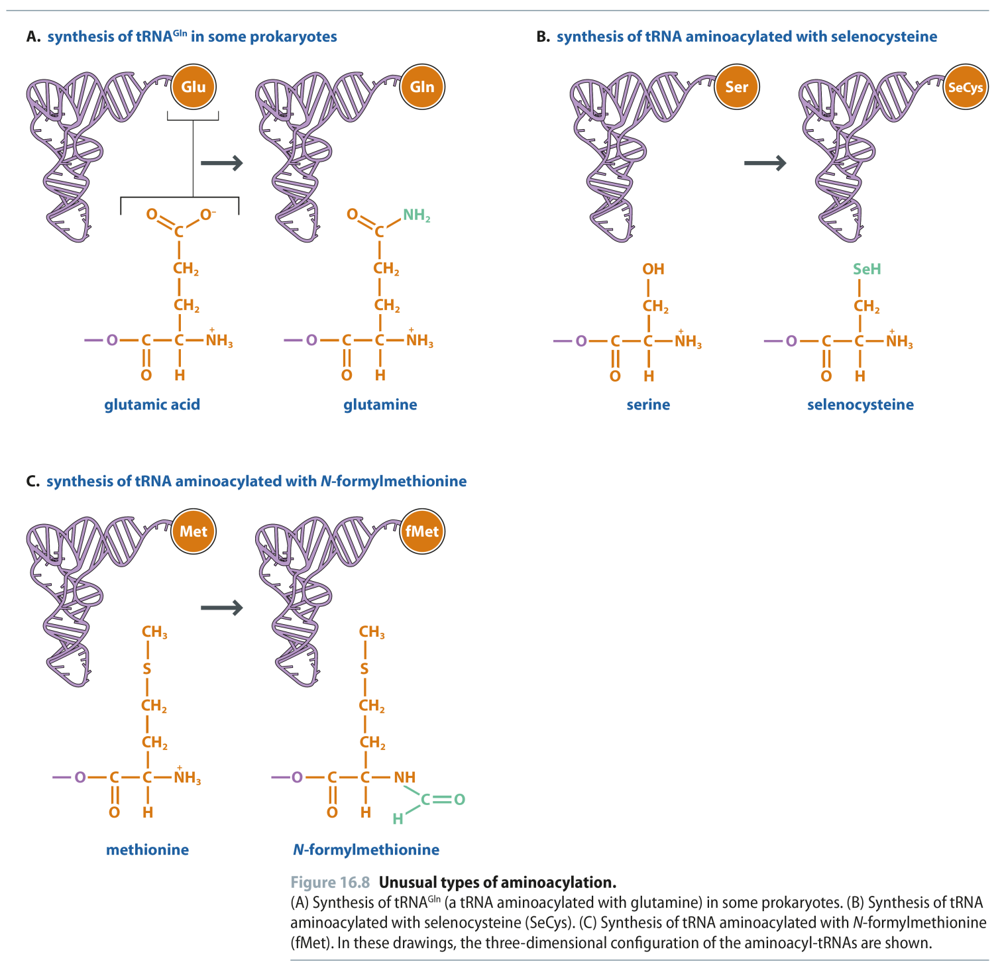 A. synthesis of tRNAGln in some prokaryotes
Glu
Gln
O
O–
C
CH2
CH2
O C C NH3
+
O H
glutamic acid
O
NH2
C
CH2
CH2
O C C NH3
+
O H
glutamine
B. synthesis of tRNA aminoacylated with selenocysteine
Ser
SeCys
OH
CH2
O C C NH3
+
O H
serine
SeH
CH2
O C C NH3
+
O H
selenocysteine
C. synthesis of tRNA aminoacylated with N-formylmethionine
Met
fMet
CH3
S
CH2
CH2
O C C NH3
+
O H
methionine
CH3
S
CH2
CH2
O C C NH
C O
H
O H
N-formylmethionine
Figure 16.8 Unusual types of aminoacylation.
(A) Synthesis of tRNAGln (a tRNA aminoacylated with glutamine) in some prokaryotes. (B) Synthesis of tRNA
aminoacylated with selenocysteine (SeCys). (C) Synthesis of tRNA aminoacylated with N-formylmethionine
(fMet). In these drawings, the three-dimensional configuration of the aminoacyl-tRNAs are shown.